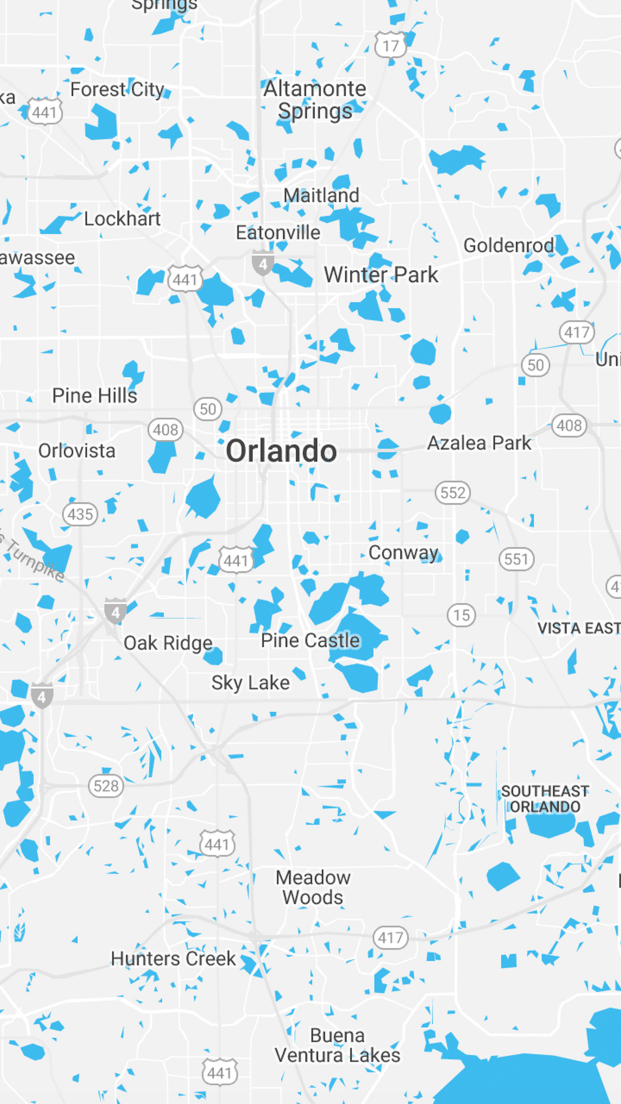 Springs
17
ka
Forest City
Altamonte
Springs
441
Maitland
Lockhart
Eatonville
Goldenrod
awassee
4
441
Winter Park
417
50
Uni
Pine Hills
50
408
408
Orlovista
Orlando
Azalea Park
552
435
's Turnpike
441
Conway
551
4
4
15
41
VISTA EAST
Oak Ridge
Pine Castle
Sky Lake
4
528
SOUTHEAST
ORLANDO
441
Meadow
Woods
417
Hunters Creek
Buena
Ventura Lakes
441